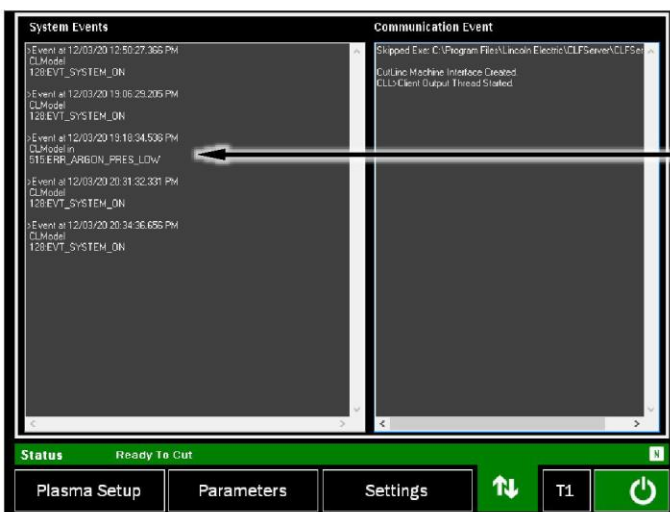 System Events
>Event at 12/03/20 12:50:27.366 PM
CLModel
128:EVT_SYSTEM_ON
>Event at 12/03/20 19:06:29.205 PM
CLModel
128:EVT_SYSTEM_ON
>Event at 12/03/20 19:18:34.536 PM
CLModel in
515:ERR_ARGON_PRES_LOW
>Event at 12/03/20 20:31:32.331 PM
CLModel
128:EVT_SYSTEM_ON
>Event at 12/03/20 20:34:36.656 PM
CLModel
128:EVT_SYSTEM_ON
Communication Event
Skipped Exe: C:\Program Files\Lincoln Electric\CLFServer\CLFSer
CutLinc Machine Interface Created.
CLL>Client Output Thread Started.
Status Ready To Cut N
Plasma Setup Parameters Settings T1